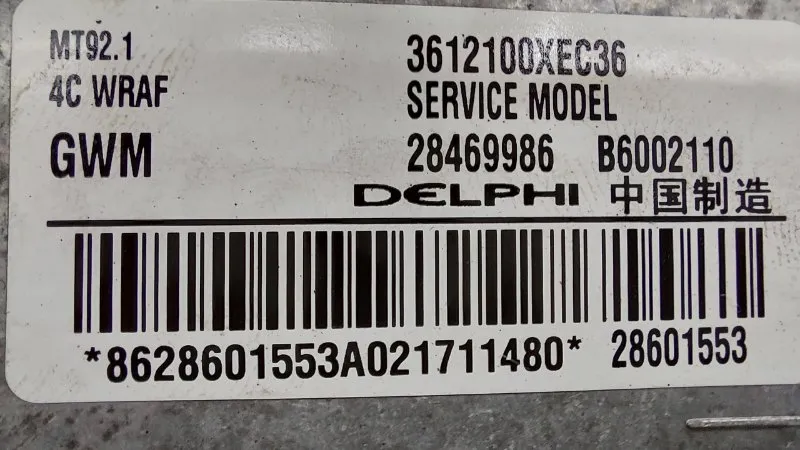 MT92.1 3612100XEC36
4C WRAF SERVICE MODEL
GWM 28469986 B6002110
DELPHI 中国制造
*8628601553A021711480* 28601553